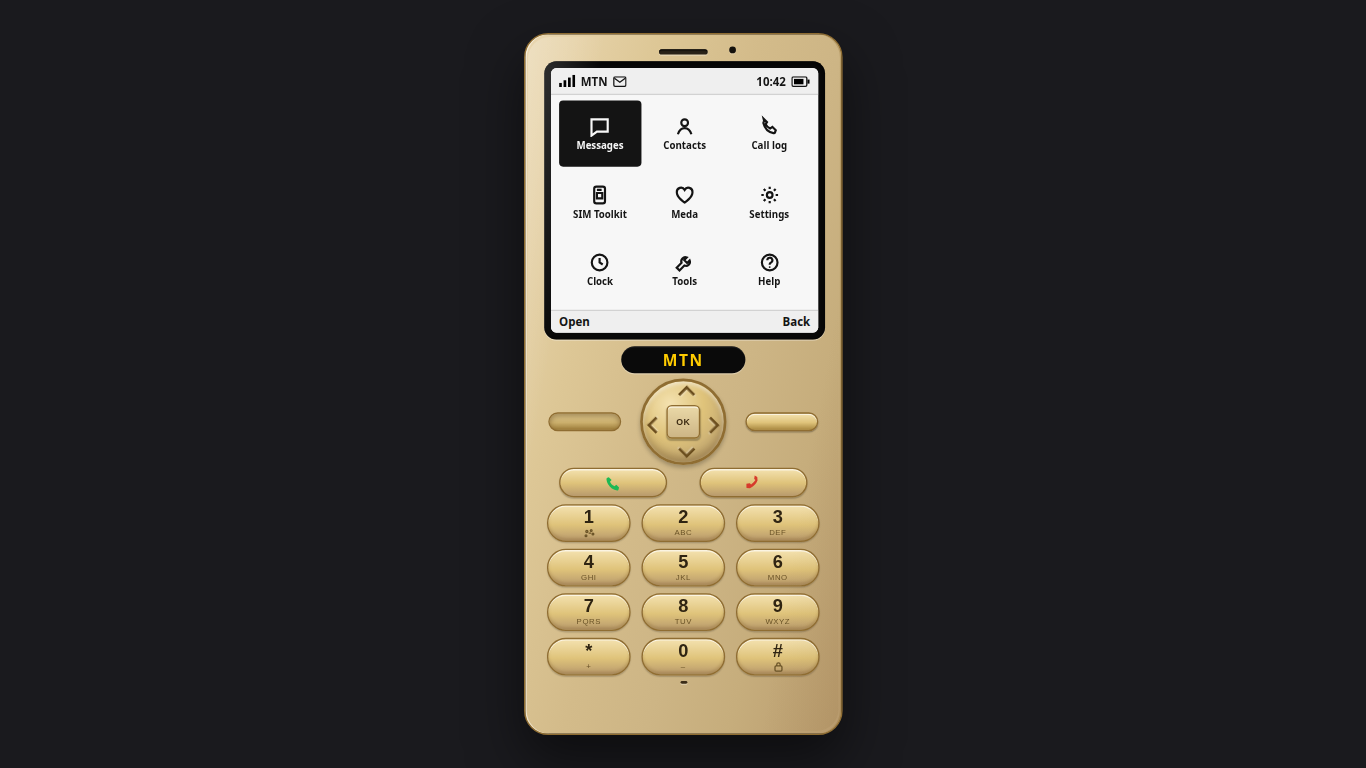 MTN 10:42
Messages Contacts Call log
SIM Toolkit Meda Settings
Clock Tools Help
Open Back
MTN
OK
1 2 3
ABC DEF
4 5 6
GHI JKL MNO
7 8 9
PQRS TUV WXYZ
* 0 #
+ _